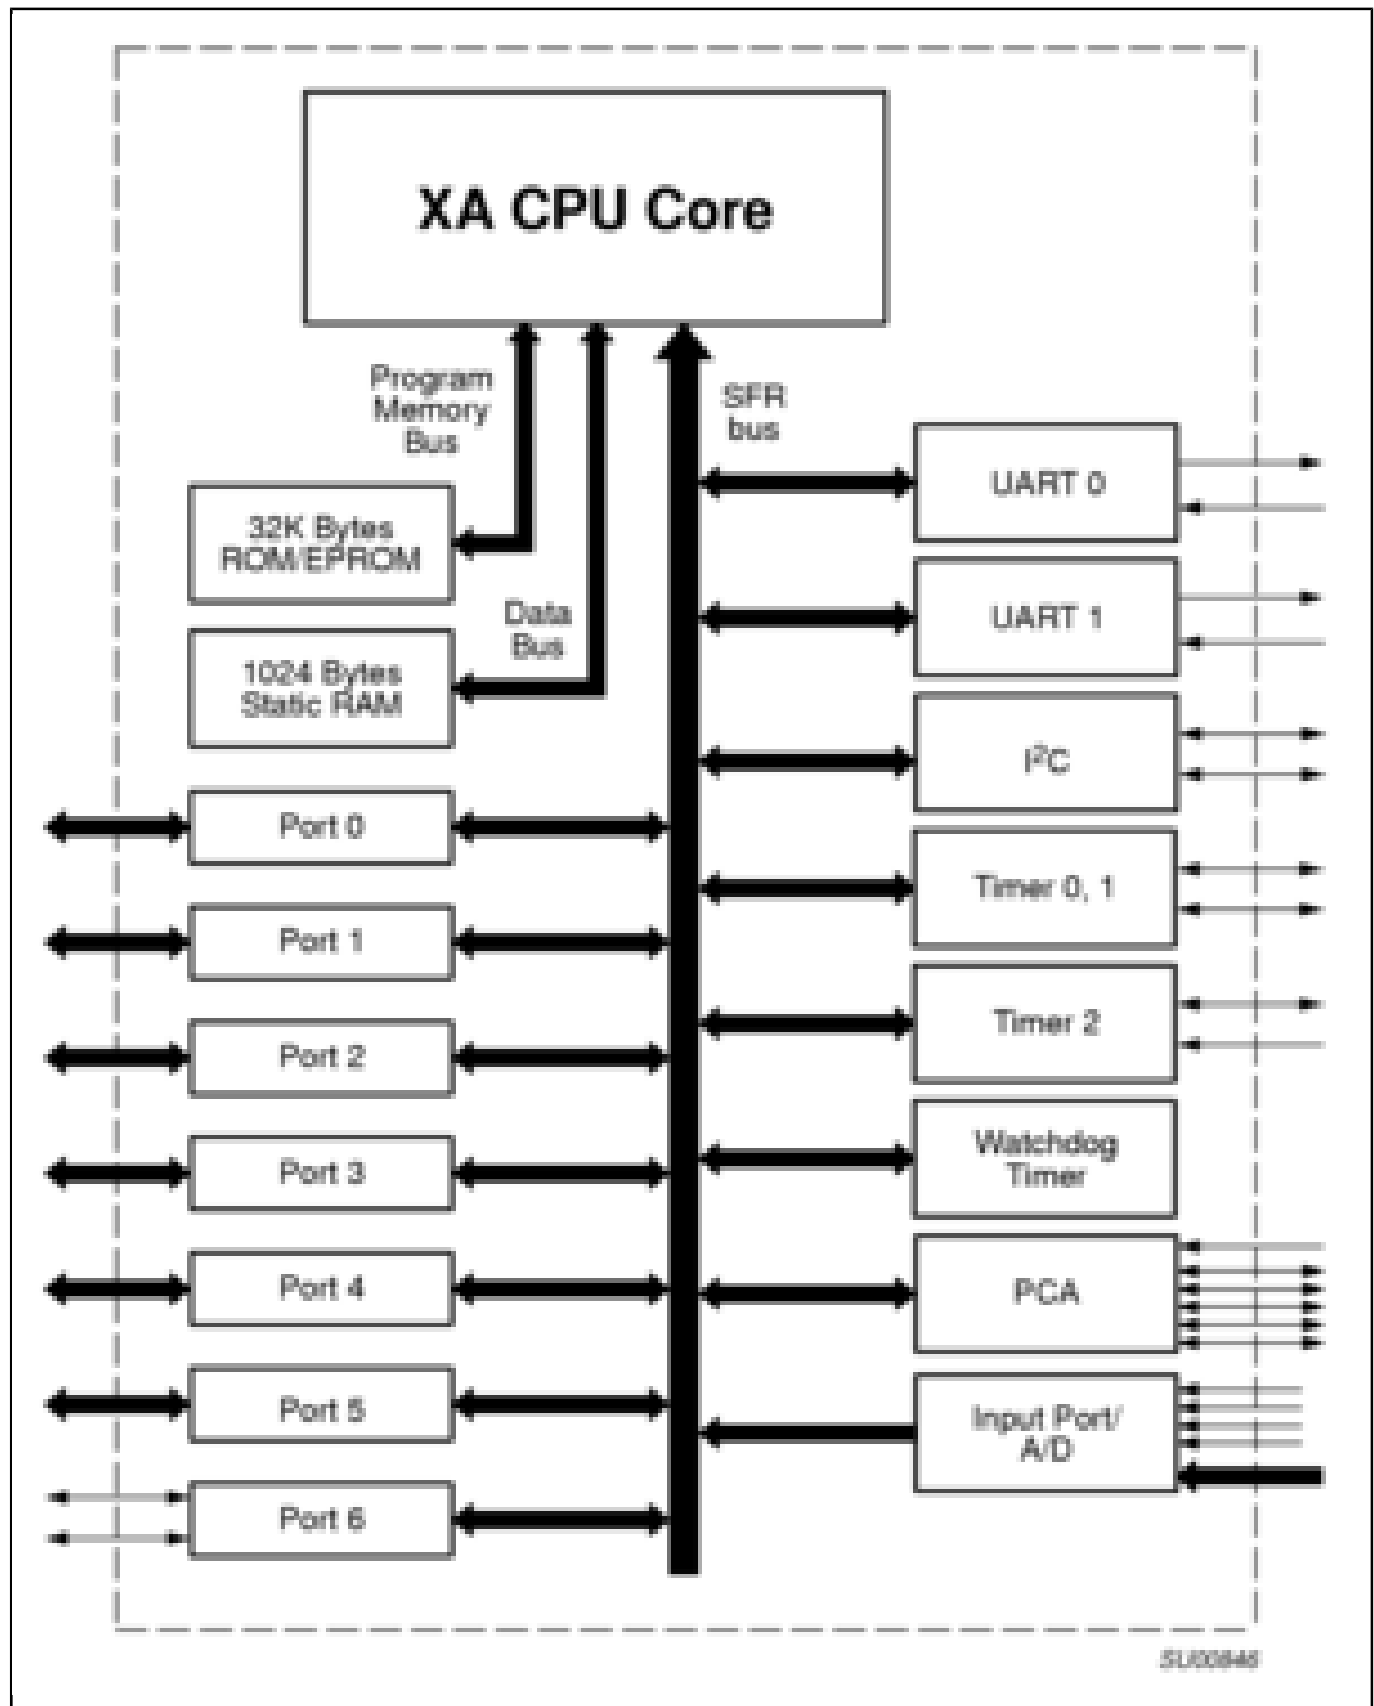 XA CPU Core
Program
Memory
Bus
SFR
bus
UART 0
32K Bytes
ROM/EPROM
UART 1
Data
Bus
1024 Bytes
Static RAM
I²C
Port 0
Timer 0, 1
Port 1
Timer 2
Port 2
Watchdog
Timer
Port 3
PCA
Port 4
Input Port/
A/D
Port 5
Port 6
SU00846